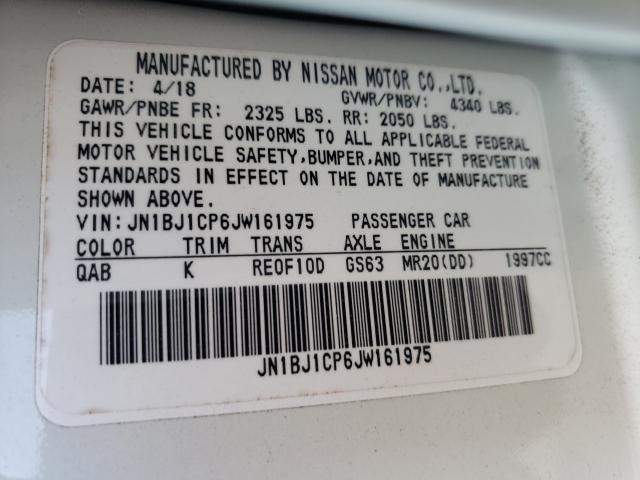 MANUFACTURED BY NISSAN MOTOR CO.,LTD.
DATE: 4/18 GVWR/PNBV: 4340 LBS.
GAWR/PNBE FR: 2325 LBS. RR: 2050 LBS.
THIS VEHICLE CONFORMS TO ALL APPLICABLE FEDERAL
MOTOR VEHICLE SAFETY,BUMPER,AND THEFT PREVENTION
STANDARDS IN EFFECT ON THE DATE OF MANUFACTURE
SHOWN ABOVE.
VIN:JN1BJ1CP6JW161975 PASSENGER CAR
COLOR TRIM TRANS AXLE ENGINE
QAB K RE0F10D GS63 MR20(DD) 1997CC
JN1BJ1CP6JW161975